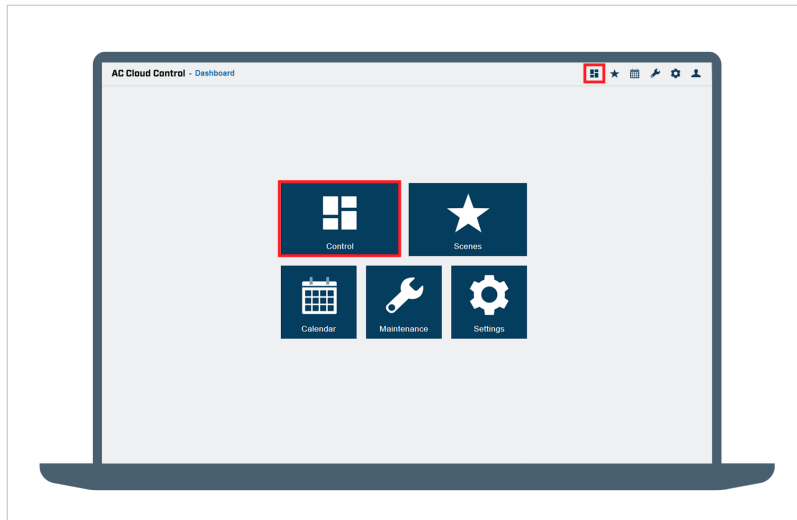 AC Cloud Control - Dashboard
Control
Scenes
Calendar
Maintenance
Settings